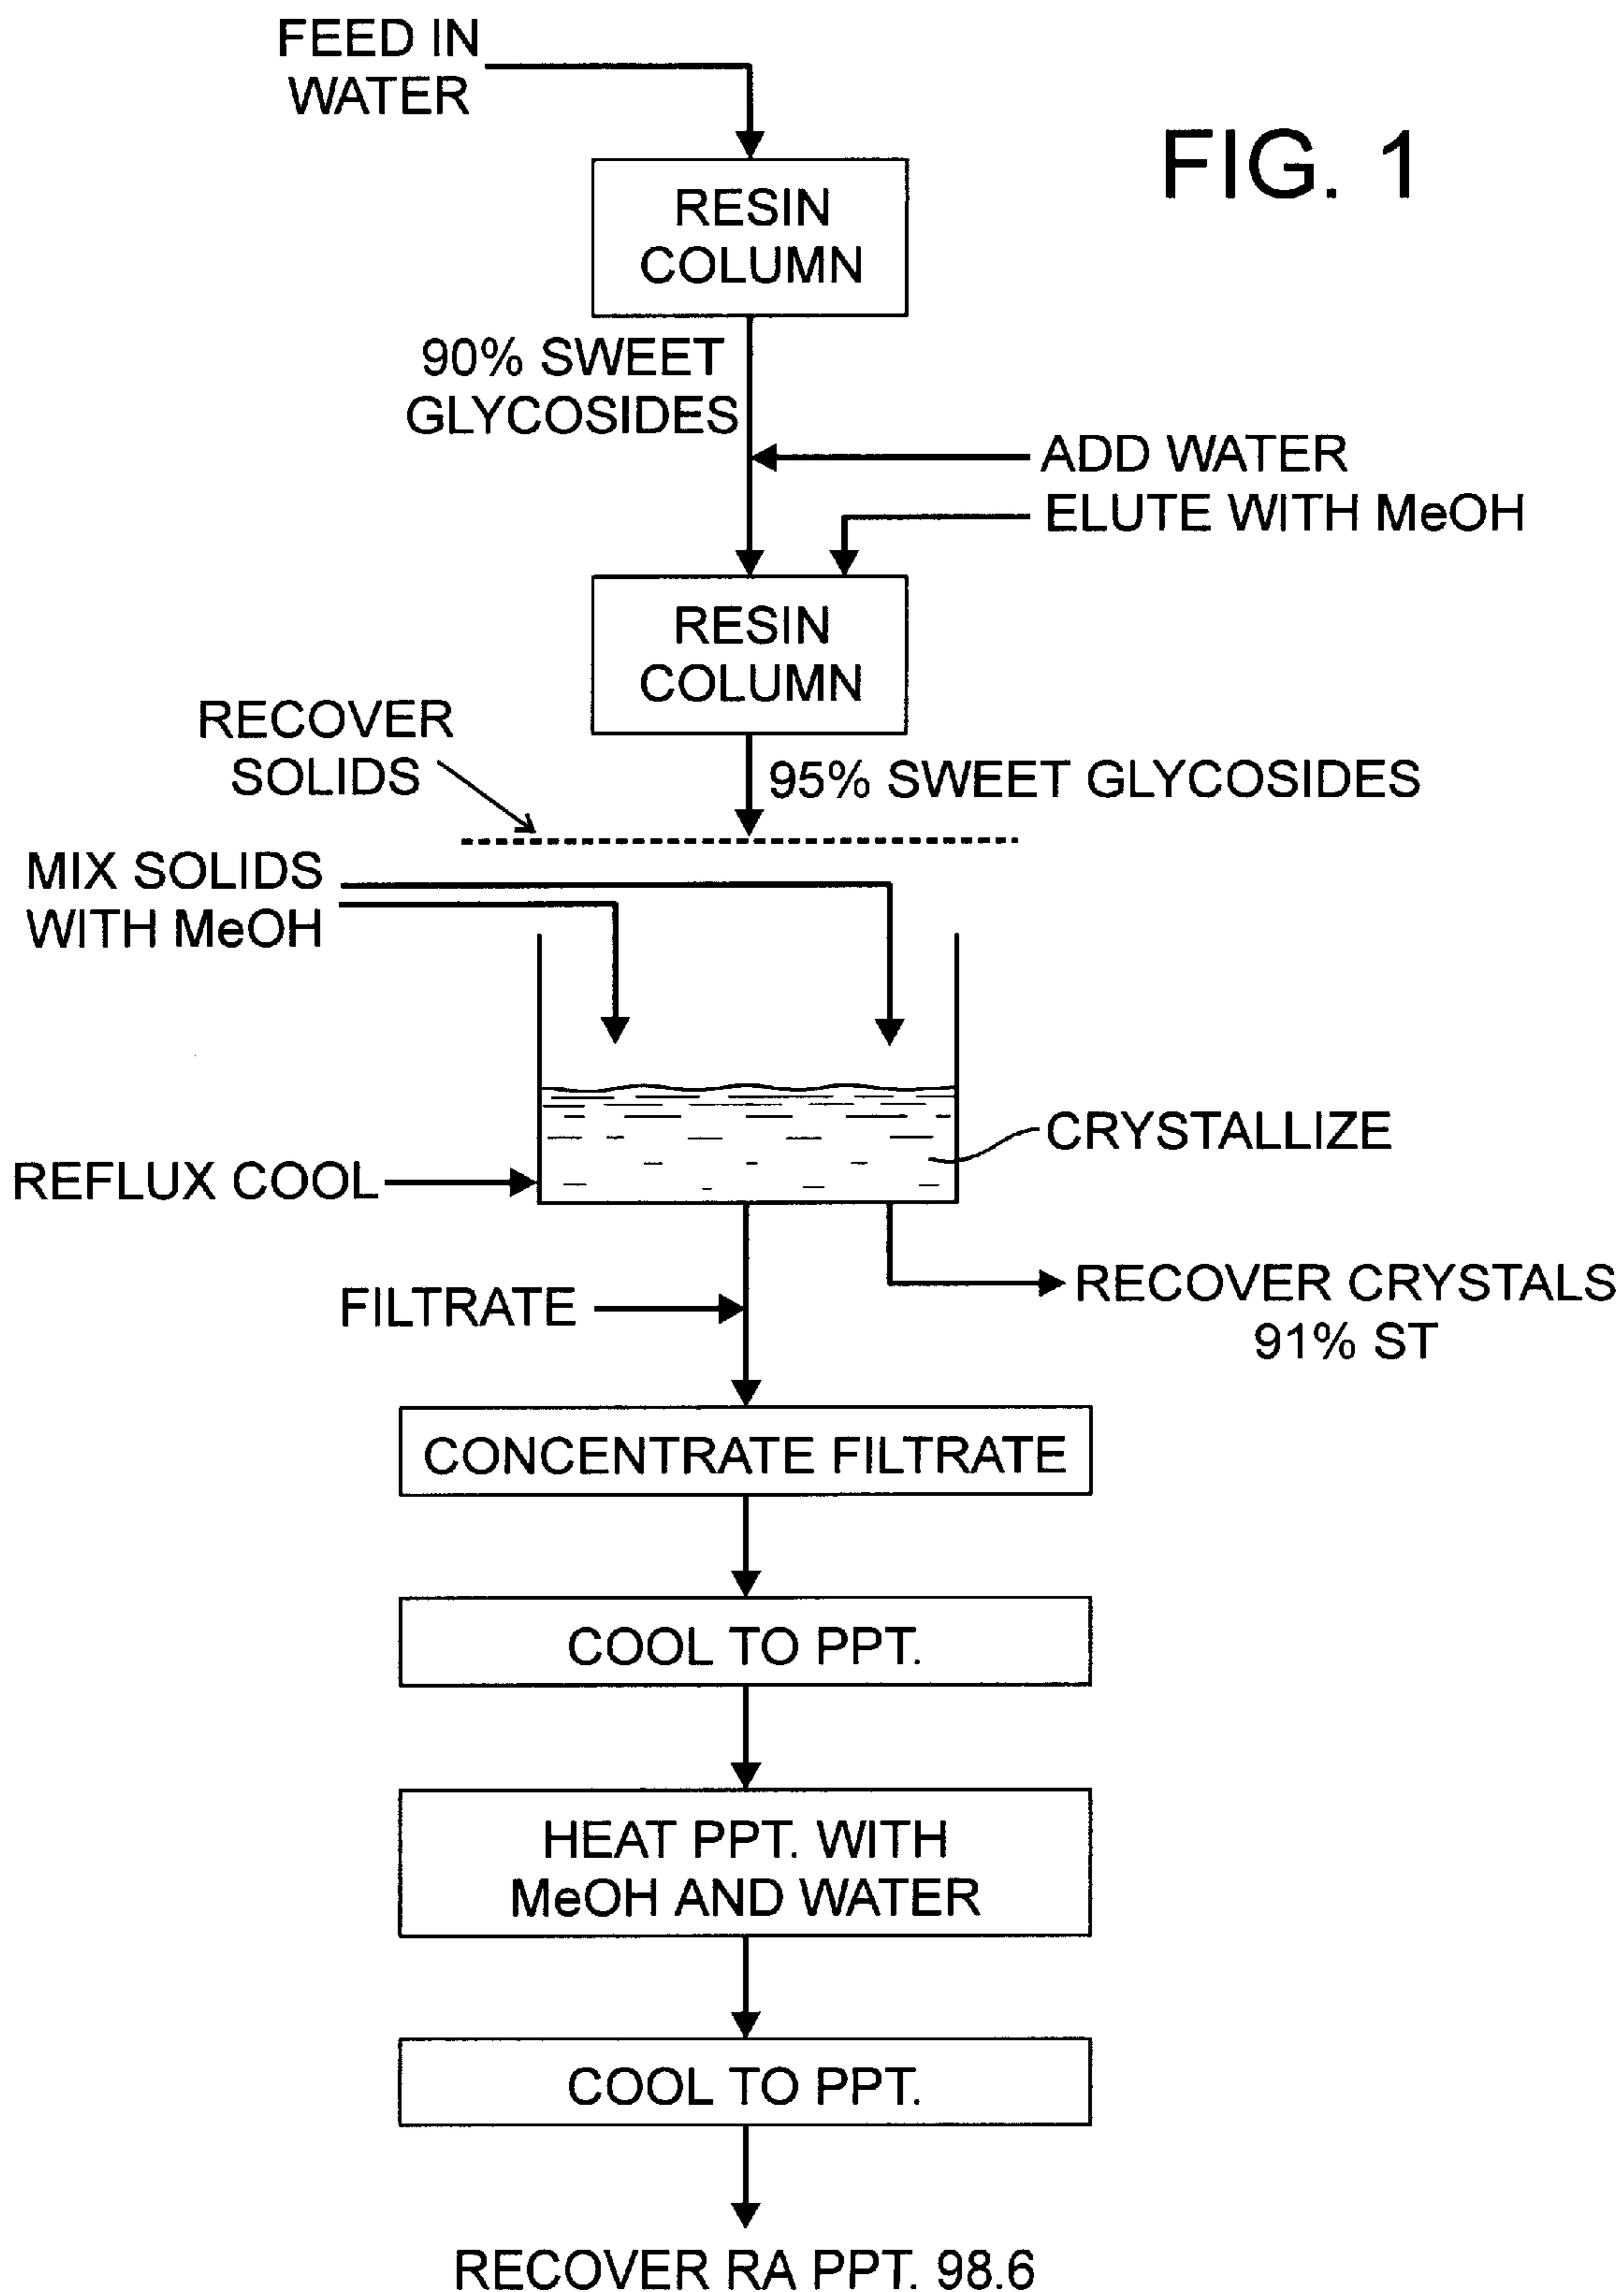 FEED IN
WATER
FIG. 1
RESIN
COLUMN
90% SWEET
GLYCOSIDES
ADD WATER
ELUTE WITH MeOH
RESIN
COLUMN
RECOVER
SOLIDS
95% SWEET GLYCOSIDES
MIX SOLIDS
WITH MeOH
CRYSTALLIZE
REFLUX COOL
RECOVER CRYSTALS
91% ST
FILTRATE
CONCENTRATE FILTRATE
COOL TO PPT.
HEAT PPT. WITH
MeOH AND WATER
COOL TO PPT.
RECOVER RA PPT. 98.6